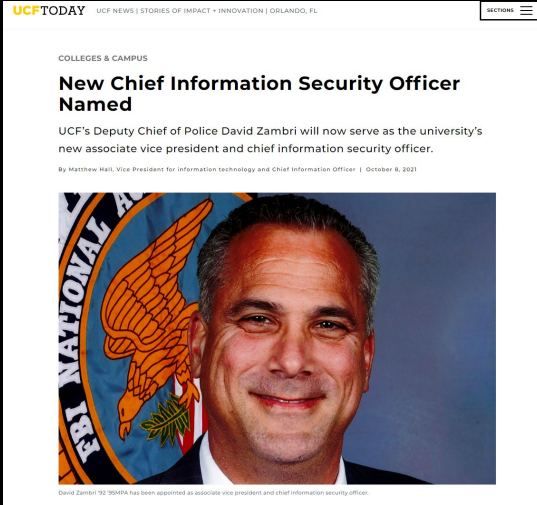 UCFTODAY UCF NEWS | STORIES OF IMPACT + INNOVATION | ORLANDO, FL SECTIONS
COLLEGES & CAMPUS
New Chief Information Security Officer
Named
UCF's Deputy Chief of Police David Zambri will now serve as the university's
new associate vice president and chief information security officer.
By Matthew Hall, Vice President for information technology and Chief Information Officer | October 8, 2021
FBI NATIONAL A
David Zambri '92 '95MPA has been appointed as associate vice president and chief information security officer.